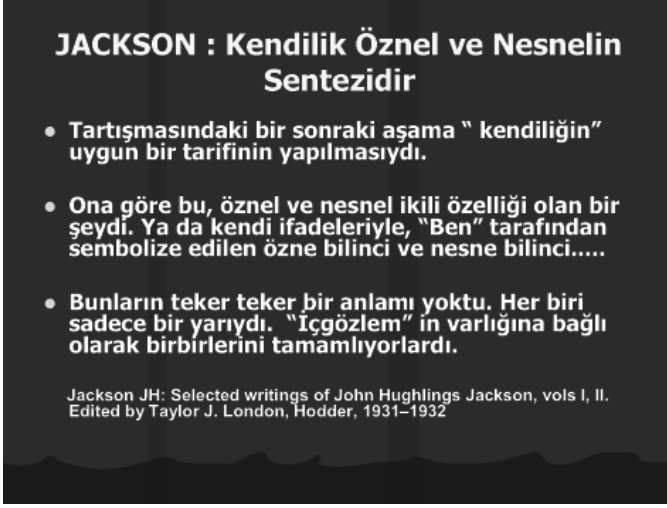 JACKSON : Kendilik Öznel ve Nesnelin
Sentezidir
● Tartışmasındaki bir sonraki aşama “ kendiliğin”
uygun bir tarifinin yapılmasıydı.
● Ona göre bu, öznel ve nesnel ikili özelliği olan bir
şeydi. Ya da kendi ifadeleriyle, “Ben” tarafından
sembolize edilen özne bilinci ve nesne bilinci.....
● Bunların teker teker bir anlamı yoktu. Her biri
sadece bir yarıydı. “İçgözlem” in varlığına bağlı
olarak birbirlerini tamamlıyorlardı.
Jackson JH: Selected writings of John Hughlings Jackson, vols I, II.
Edited by Taylor J. London, Hodder, 1931–1932